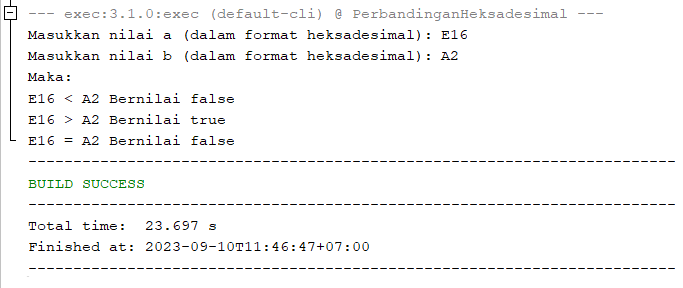 --- exec:3.1.0:exec (default-cli) @ PerbandinganHeksadesimal ---
Masukkan nilai a (dalam format heksadesimal): E16
Masukkan nilai b (dalam format heksadesimal): A2
Maka:
E16 < A2 Bernilai false
E16 > A2 Bernilai true
E16 = A2 Bernilai false
------------------------------------------------------------------------
BUILD SUCCESS
------------------------------------------------------------------------
Total time:  23.697 s
Finished at: 2023-09-10T11:46:47+07:00
------------------------------------------------------------------------